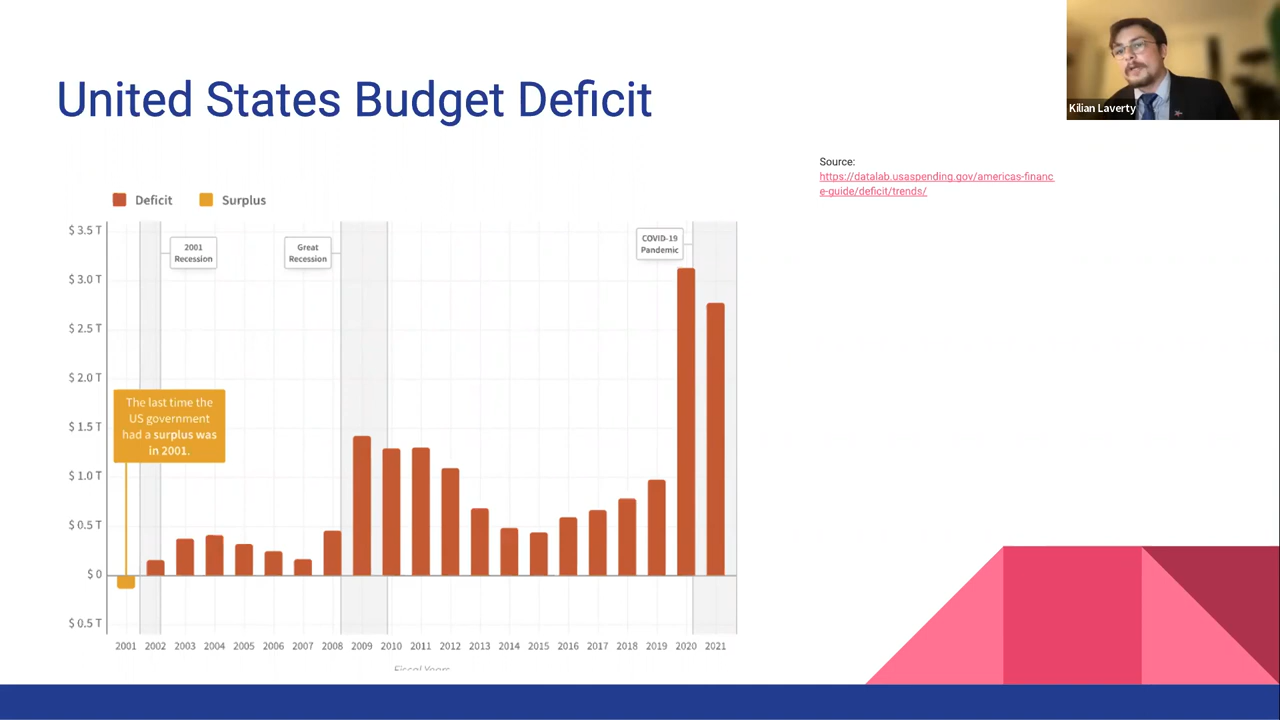 United States Budget Deficit
Kilian Laverty
Source:
https://datalab.usaspending.gov/americas-financ
e-guide/deficit/trends/
Deficit
Surplus
$ 3.5 T
$ 3.0 T
$ 2.5 T
$ 2.0 T
$ 1.5 T
$ 1.0 T
$ 0.5 T
$ 0
$ 0.5 T
2001
Recession
Great
Recession
COVID-19
Pandemic
The last time the
US government
had a surplus was
in 2001.
2001 2002 2003 2004 2005 2006 2007 2008 2009 2010 2011 2012 2013 2014 2015 2016 2017 2018 2019 2020 2021
Fiscal Years